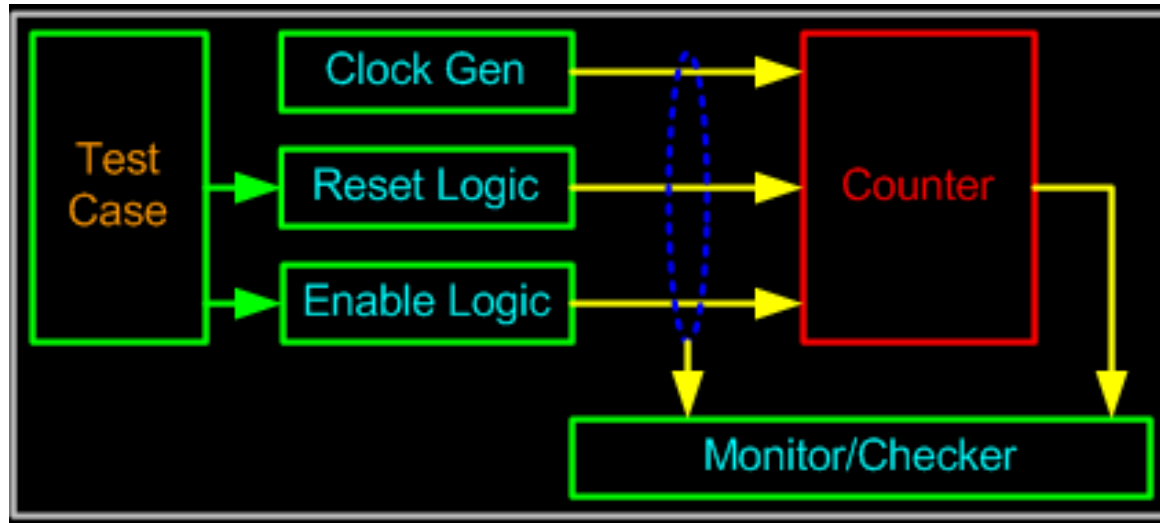 Clock Gen
Test
Case
Reset Logic
Counter
Enable Logic
Monitor/Checker